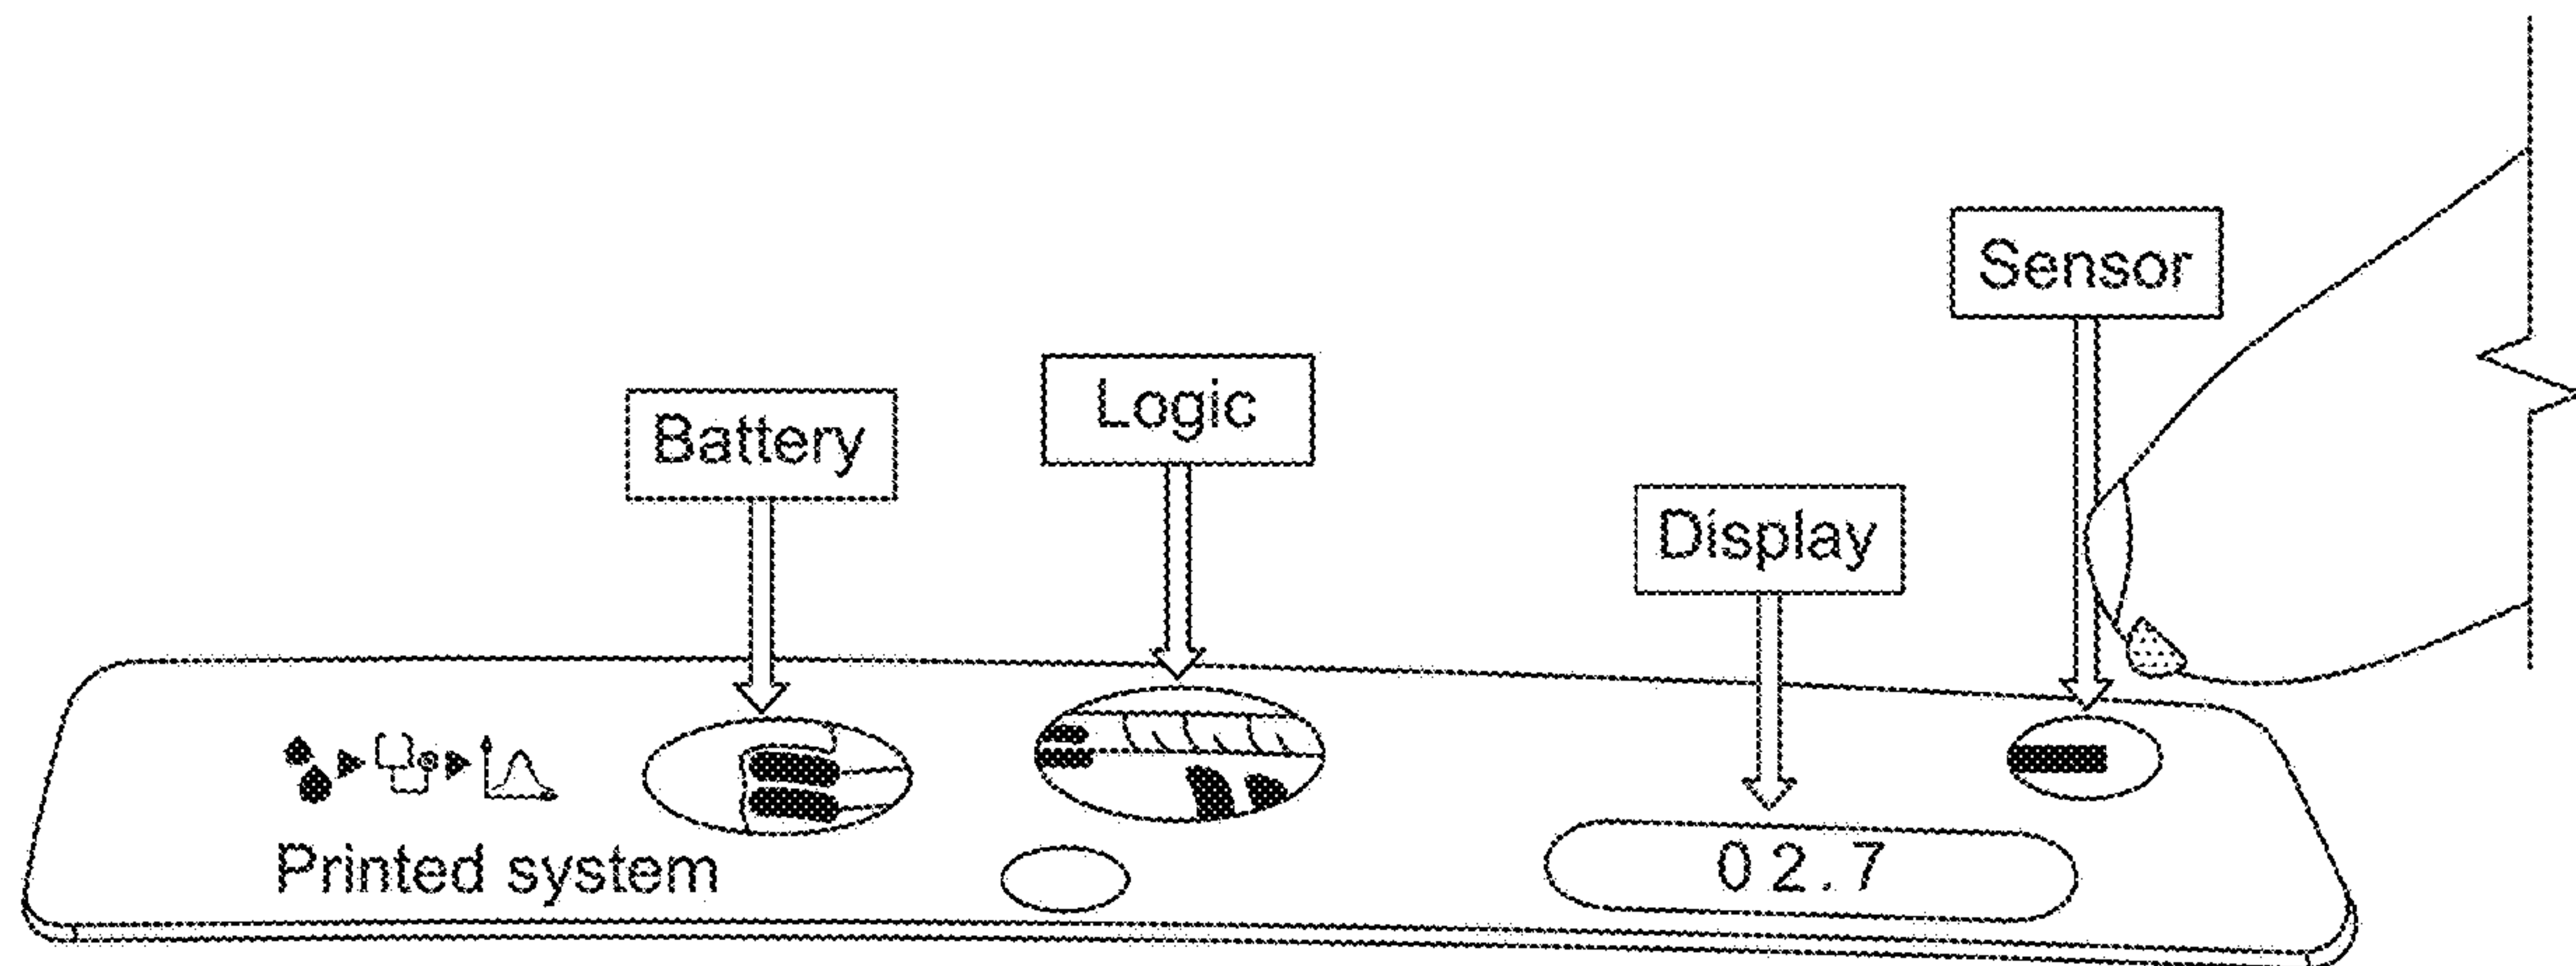 Sensor
Logic
Battery
Display
Printed system
02.7